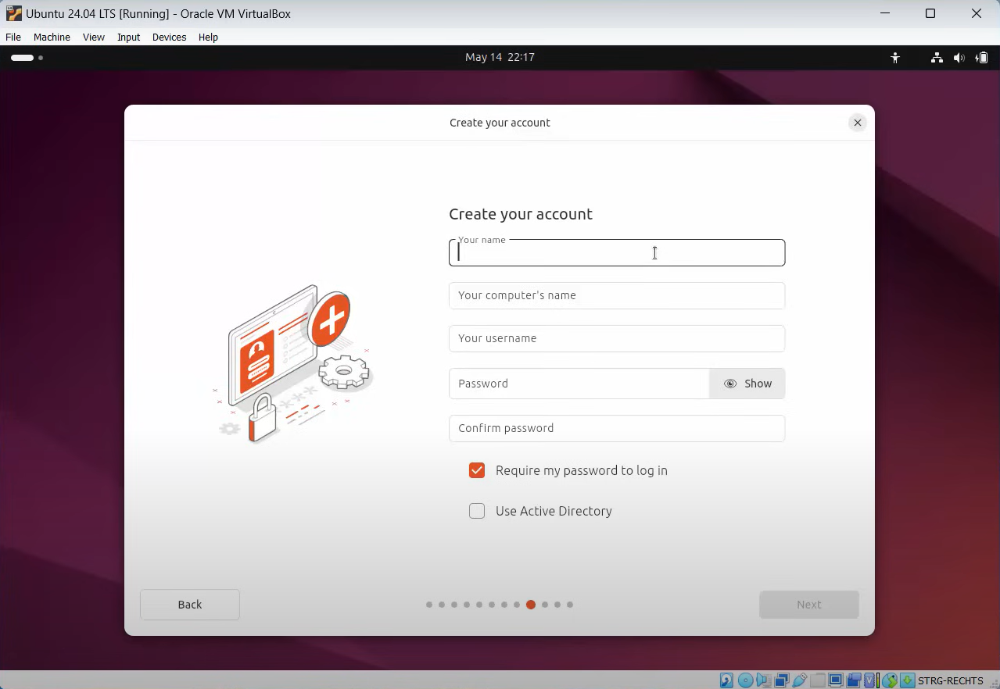 Ubuntu 24.04 LTS [Running] - Oracle VM VirtualBox
File Machine View Input Devices Help
May 14 22:17
Create your account
Create your account
Your name
Your computer's name
Your username
Password
Show
Confirm password
Require my password to log in
Use Active Directory
Back
Next
STRG-RECHTS